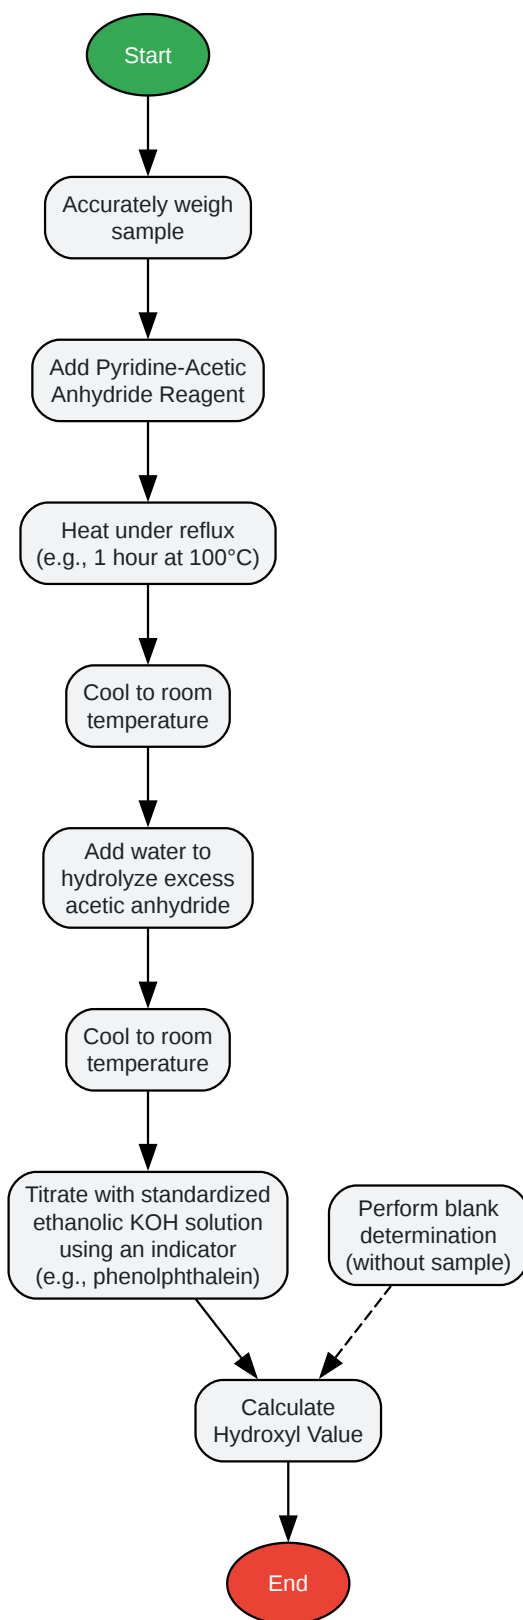 Start
Accurately weigh
sample
Add Pyridine-Acetic
Anhydride Reagent
Heat under reflux
(e.g., 1 hour at 100°C)
Cool to room
temperature
Add water to
hydrolyze excess
acetic anhydride
Cool to room
temperature
Titrate with standardized
ethanolic KOH solution
using an indicator
(e.g., phenolphthalein)
Perform blank
determination
(without sample)
Calculate
Hydroxyl Value
End